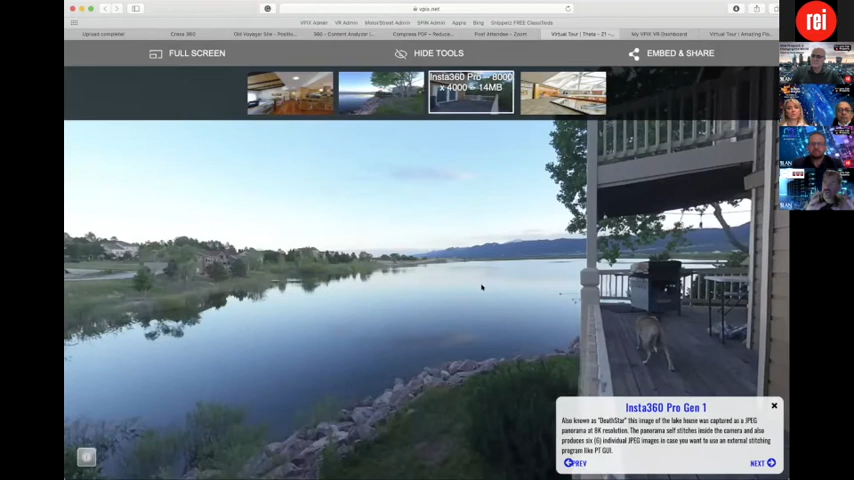 vpix.net
VPiX Admin VR Admin MotorStreet Admin SPiN Admin Apple Bing Snippetz FREE Classifieds
Upload complete! Cress 360 Old Voyager Site - Positio... 360 - Content Analyzer | ... Compress PDF – Reduce... Post Attendee - Zoom Virtual Tour | Theta - Z1 -... My VPiX VR Dashboard Virtual Tour | Amazing Flo...
rei
FULL SCREEN HIDE TOOLS EMBED & SHARE
Insta360 Pro – 8000
x 4000 – 14MB
Insta360 Pro Gen 1
Also known as "DeathStar" this image of the lake house was captured as a JPEG
panorama at 8K resolution. The panorama self stitches inside the camera and also
produces six (6) individual JPEG images in case you want to use an external stitching
program like PT GUI.
PREV NEXT